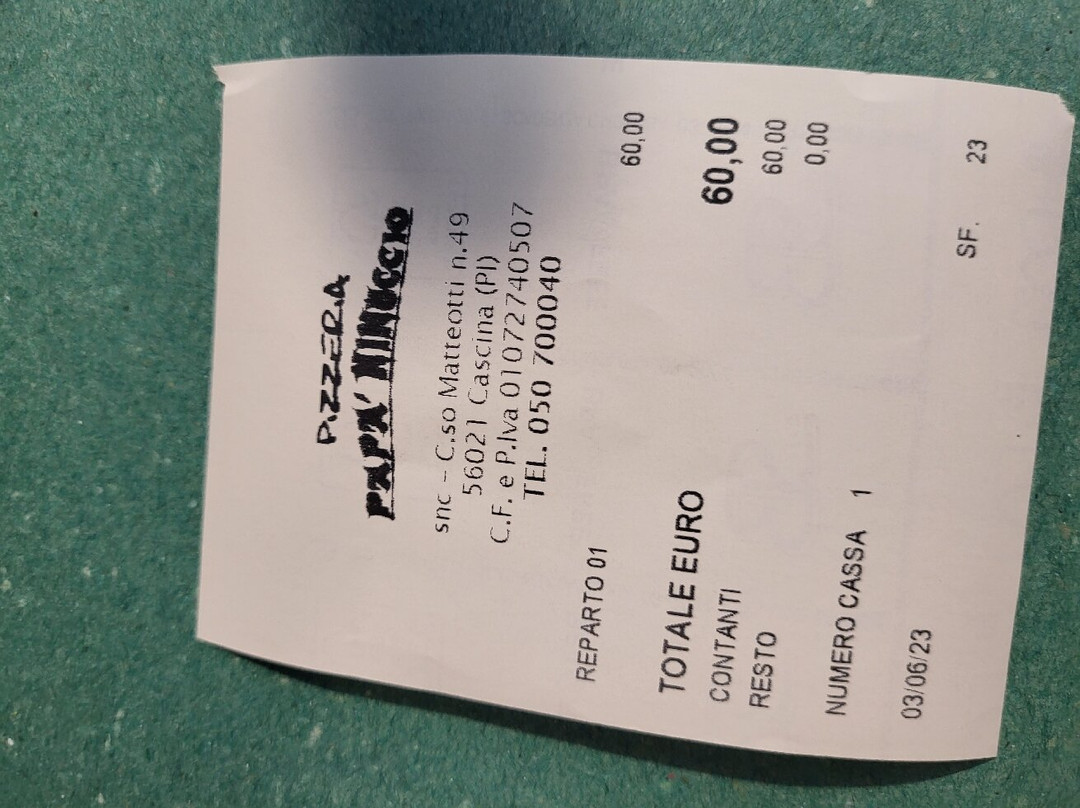 PIZZERIA
PAPA' MINUCCIO
snc – C.so Matteotti n.49
56021 Cascina (PI)
C.F. e P.Iva 01072740507
TEL. 050 700040
REPARTO 01 60,00
TOTALE EURO 60,00
CONTANTI 60,00
RESTO 0,00
NUMERO CASSA 1
03/06/23 SF. 23